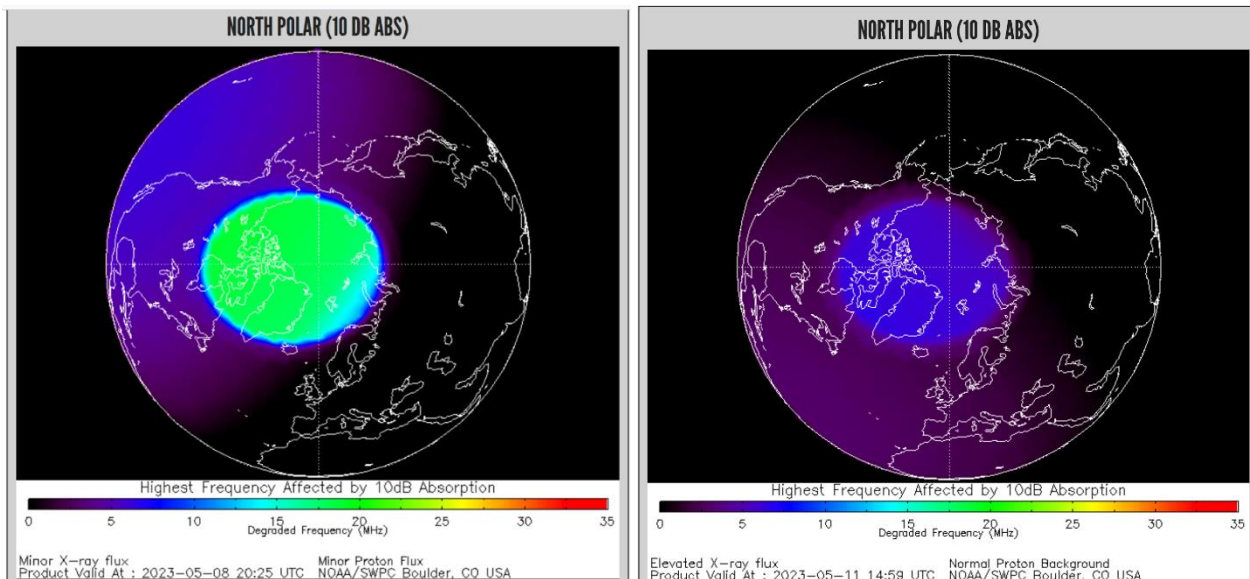 NORTH POLAR (10 DB ABS)
Highest Frequency Affected by 10dB Absorption
0 5 10 15 20 25 30 35
Degraded Frequency (MHz)
Minor X-ray flux Minor Proton Flux
Product Valid At : 2023-05-08 20:25 UTC NOAA/SWPC Boulder, CO USA
NORTH POLAR (10 DB ABS)
Highest Frequency Affected by 10dB Absorption
0 5 10 15 20 25 30 35
Degraded Frequency (MHz)
Elevated X-ray flux Normal Proton Background
Product Valid At : 2023-05-11 14:59 UTC NOAA/SWPC Boulder, CO USA